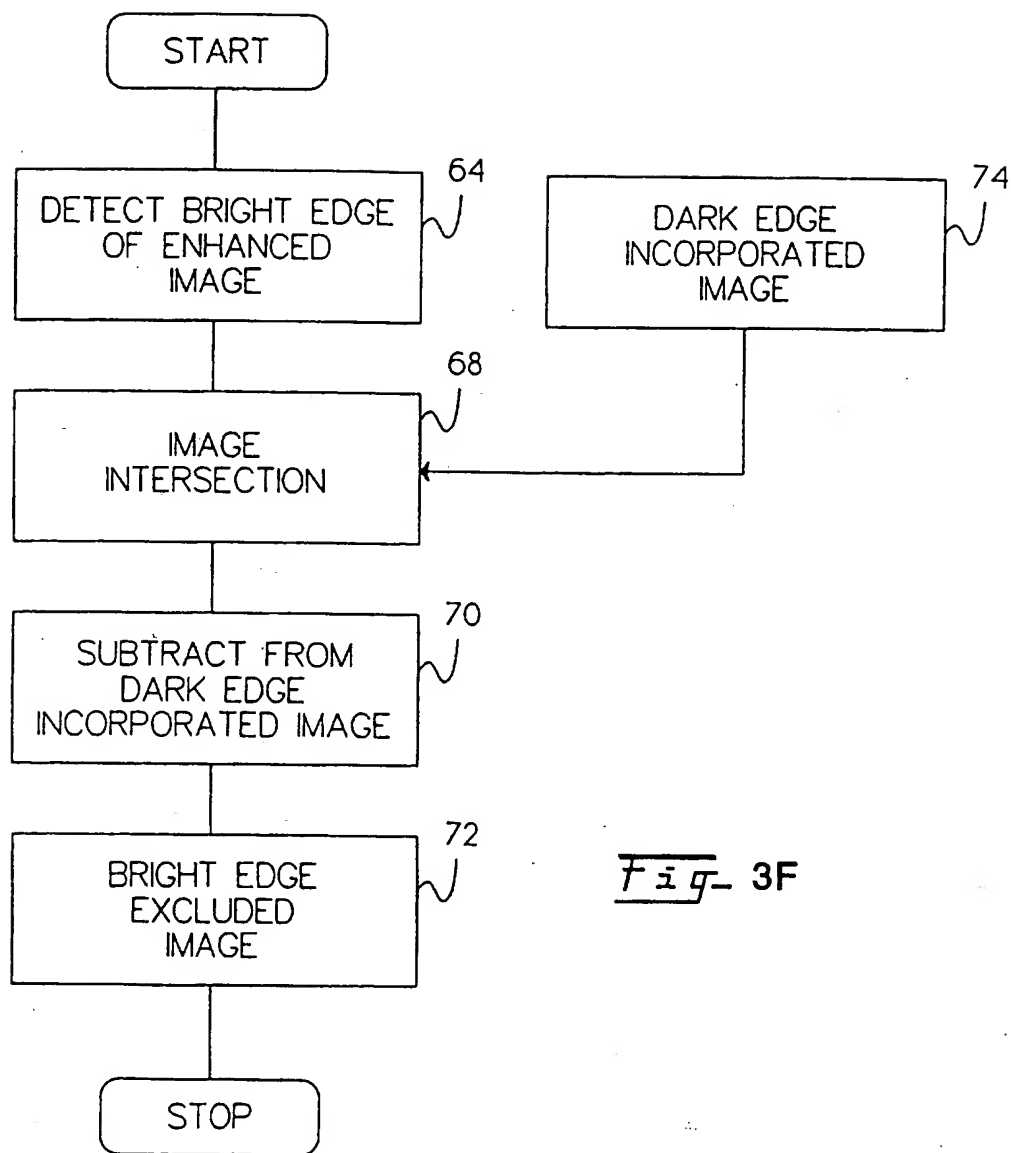 START
64
DETECT BRIGHT EDGE
OF ENHANCED
IMAGE
74
DARK EDGE
INCORPORATED
IMAGE
68
IMAGE
INTERSECTION
70
SUBTRACT FROM
DARK EDGE
INCORPORATED IMAGE
72
BRIGHT EDGE
EXCLUDED
IMAGE
Fig_ 3F
STOP